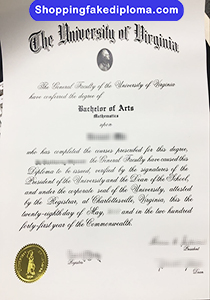 Shoppingfakediploma.com
The University of Virginia
The General Faculty of the University of Virginia
have conferred the degree of
Bachelor of Arts
Mathematics
upon
who has completed the courses prescribed for this degree,
the General Faculty have caused this
Diploma to be issued, verified by the signatures of the
President of the University and the Dean of the School,
and under the corporate seal of the University, attested
by the Registrar, at Charlottesville, Virginia, this the
twenty-eighth day of May, and in the two hundred
forty-first year of the Commonwealth.
President
Registrar
Dean